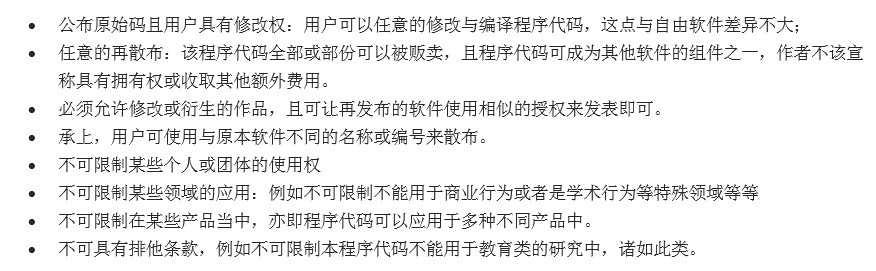 • 公布原始码且用户具有修改权：用户可以任意的修改与编译程序代码，这点与自由软件差异不大；
• 任意的再散布：该程序代码全部或部份可以被贩卖，且程序代码可成为其他软件的组件之一，作者不该宣
称具有拥有权或收取其他额外费用。
• 必须允许修改或衍生的作品，且可让再发布的软件使用相似的授权来发表即可。
• 承上，用户可使用与原本软件不同的名称或编号来散布。
• 不可限制某些个人或团体的使用权
• 不可限制某些领域的应用：例如不可限制不能用于商业行为或者是学术行为等特殊领域等等
• 不可限制在某些产品当中，亦即程序代码可以应用于多种不同产品中。
• 不可具有排他条款，例如不可限制本程序代码不能用于教育类的研究中，诸如此类。